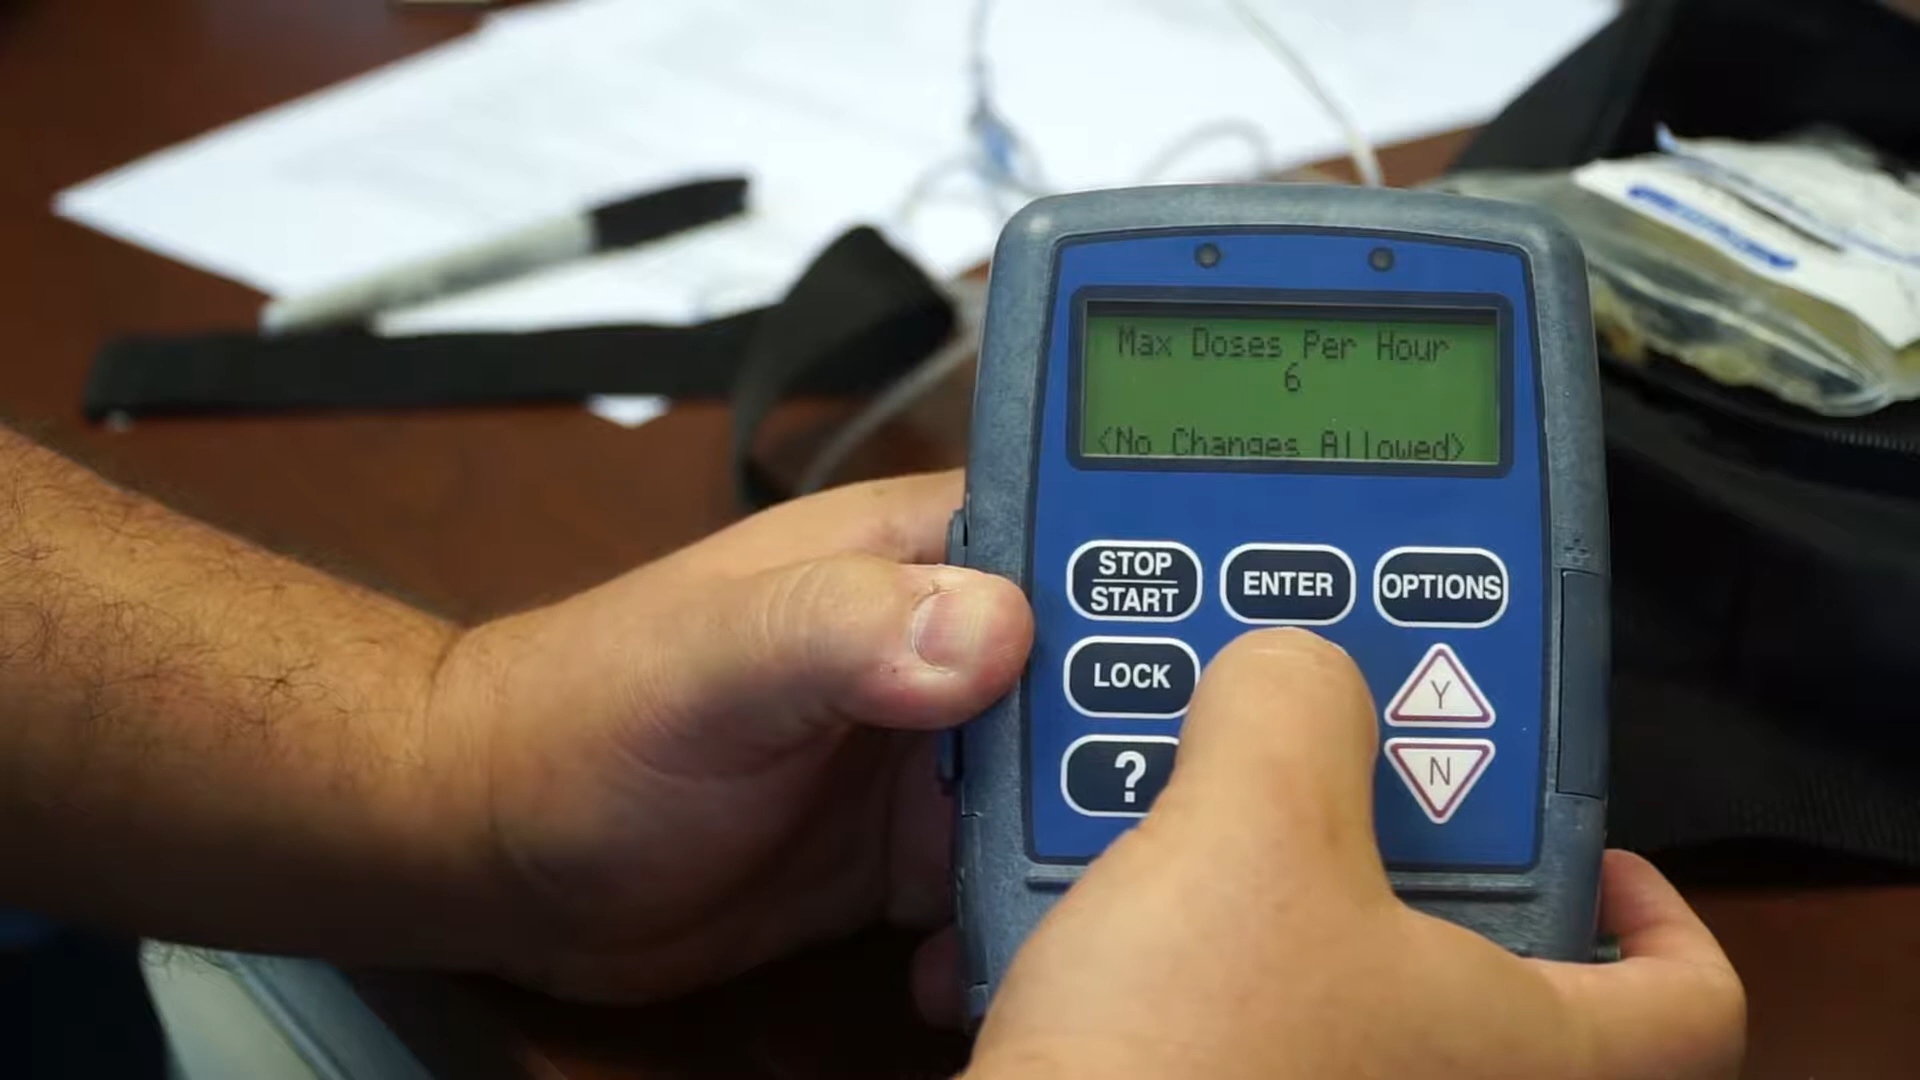 Max Doses Per Hour
6
<No Changes Allowed>
STOP
START
ENTER
OPTIONS
LOCK
Y
?
N